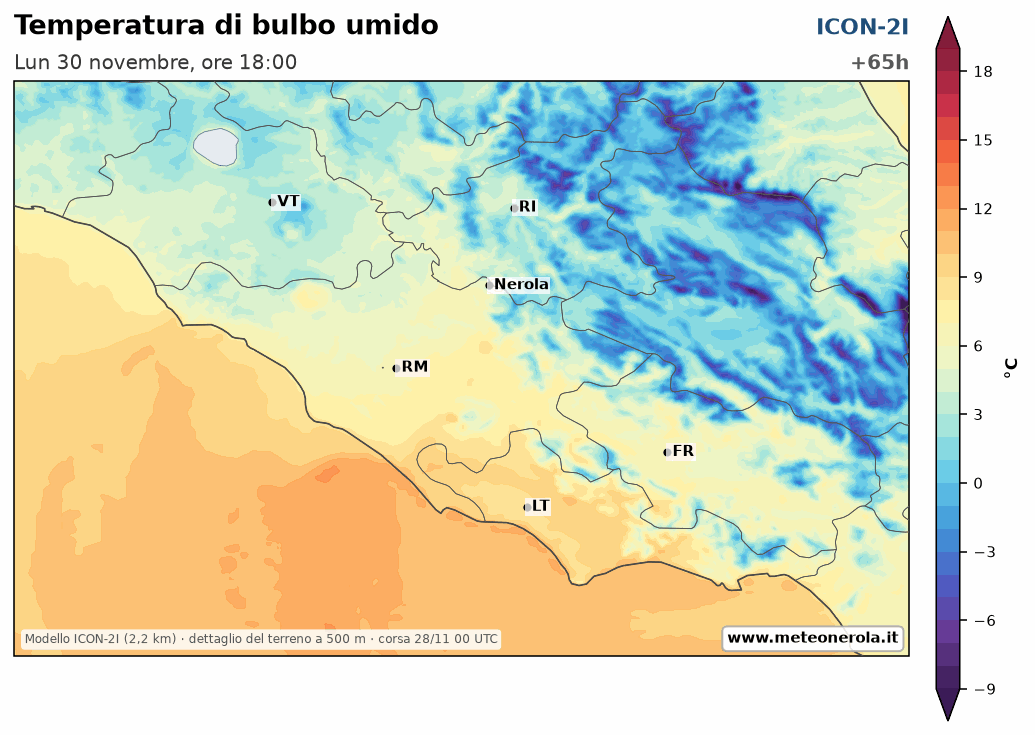 Temperatura di bulbo umido
ICON-2I
Lun 30 novembre, ore 18:00
+65h
VT
RI
Nerola
RM
FR
LT
Modello ICON-2I (2,2 km) · dettaglio del terreno a 500 m · corsa 28/11 00 UTC
www.meteonerola.it
18
15
12
9
6
3
0
−3
−6
−9
°C